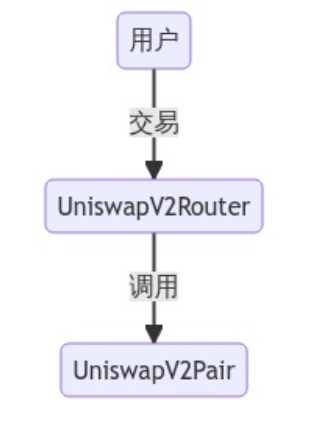 用户
交易
UniswapV2Router
调用
UniswapV2Pair